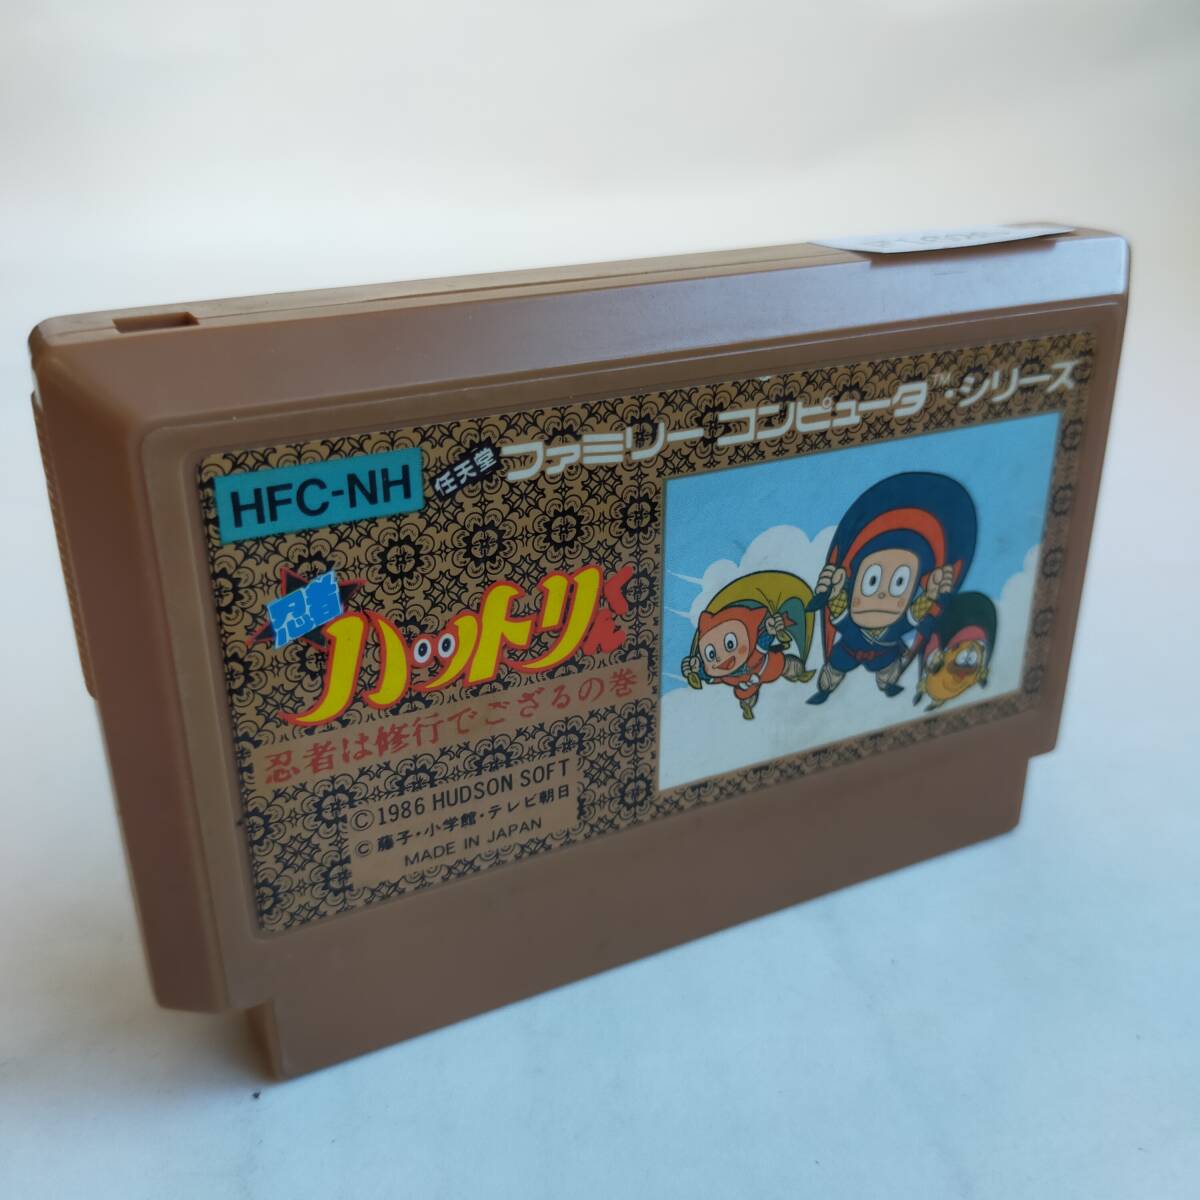 HFC-NH
任天堂 ファミリー コンピュータ™・シリーズ
忍者
ハットリくん
忍者は修行でござるの巻
© 1986 HUDSON SOFT
© 藤子・小学館・テレビ朝日
MADE IN JAPAN